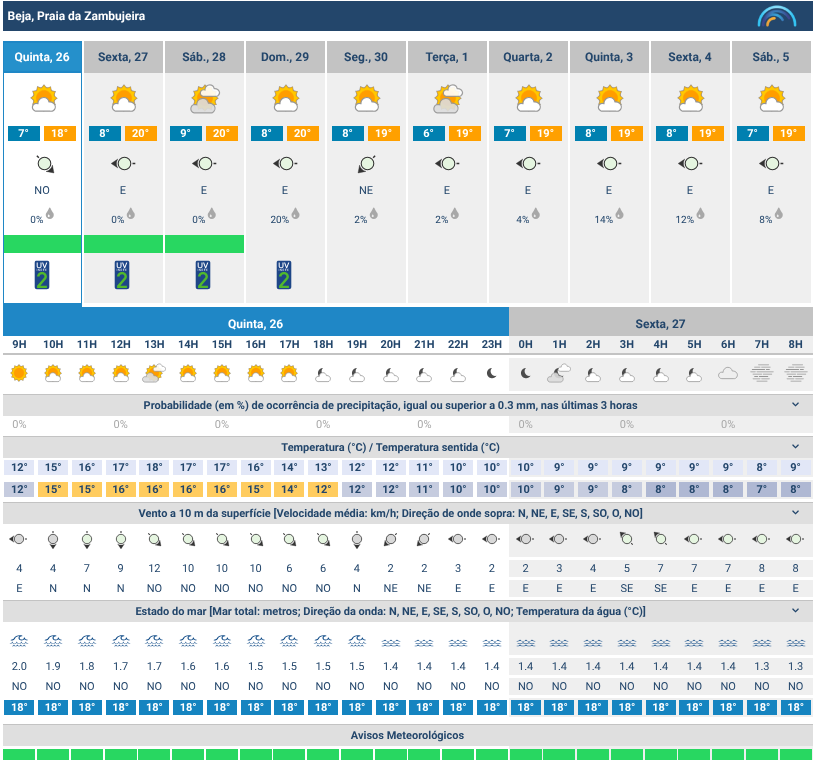 Beja, Praia da Zambujeira
Quinta, 26 Sexta, 27 Sáb., 28 Dom., 29 Seg., 30 Terça, 1 Quarta, 2 Quinta, 3 Sexta, 4 Sáb., 5
7° 18° 8° 20° 9° 20° 8° 20° 8° 19° 6° 19° 7° 19° 8° 19° 8° 19° 7° 19°
NO E E E NE E E E E E
0% 0% 0% 20% 2% 2% 4% 14% 12% 8%
UV UV UV UV
INDEX INDEX INDEX INDEX
2 2 2 2
Quinta, 26 Sexta, 27
9H 10H 11H 12H 13H 14H 15H 16H 17H 18H 19H 20H 21H 22H 23H 0H 1H 2H 3H 4H 5H 6H 7H 8H
Probabilidade (em %) de ocorrência de precipitação, igual ou superior a 0.3 mm, nas últimas 3 horas
0% 0% 0% 0% 0% 0% 0% 0%
Temperatura (°C) / Temperatura sentida (°C)
12° 15° 16° 17° 18° 17° 17° 16° 14° 13° 12° 12° 11° 10° 10° 10° 9° 9° 9° 9° 9° 9° 8° 9°
12° 15° 15° 16° 16° 16° 16° 15° 14° 12° 12° 12° 11° 10° 10° 10° 9° 9° 8° 8° 8° 8° 7° 8°
Vento a 10 m da superfície [Velocidade média: km/h; Direção de onde sopra: N, NE, E, SE, S, SO, O, NO]
4 4 7 9 12 10 10 10 6 6 4 2 2 3 2 2 3 4 5 7 7 7 8 8
E N N N NO NO NO NO NO NO N NE NE E E E E E SE SE E E E E
Estado do mar [Mar total: metros; Direção da onda: N, NE, E, SE, S, SO, O, NO; Temperatura da água (°C)]
2.0 1.9 1.8 1.7 1.7 1.6 1.6 1.5 1.5 1.5 1.5 1.4 1.4 1.4 1.4 1.4 1.4 1.4 1.4 1.4 1.4 1.4 1.3 1.3
NO NO NO NO NO NO NO NO NO NO NO NO NO NO NO NO NO NO NO NO NO NO NO NO
18° 18° 18° 18° 18° 18° 18° 18° 18° 18° 18° 18° 18° 18° 18° 18° 18° 18° 18° 18° 18° 18° 18° 18°
Avisos Meteorológicos